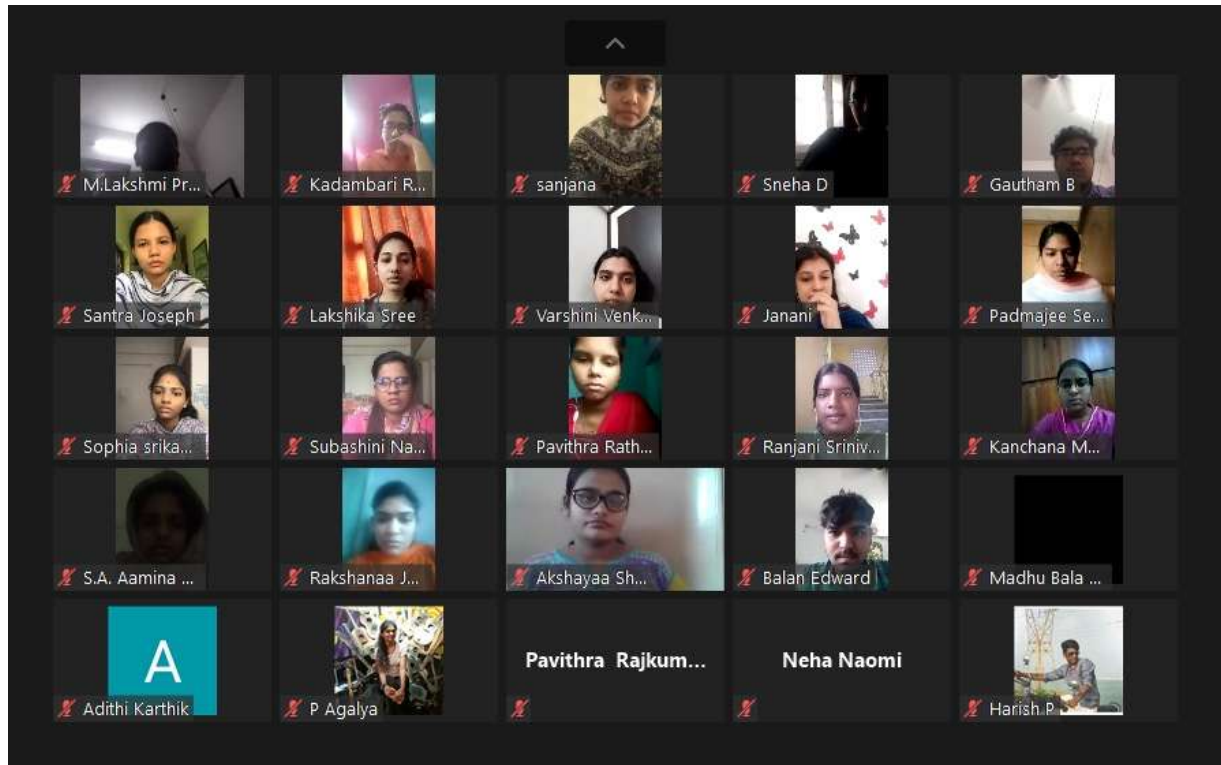 M.Lakshmi Pr...
Kadambari R...
sanjana
Sneha D
Gautham B
Santra Joseph
Lakshika Sree
Varshini Venk...
Janani
Padmajee Se...
Sophia srika...
Subashini Na...
Pavithra Rath...
Ranjani Sriniv...
Kanchana M...
S.A. Aamina ...
Rakshanaa J...
Akshayaa Sh...
Balan Edward
Madhu Bala ...
A
Adithi Karthik
P Agalya
Pavithra Rajkum...
Neha Naomi
Harish P